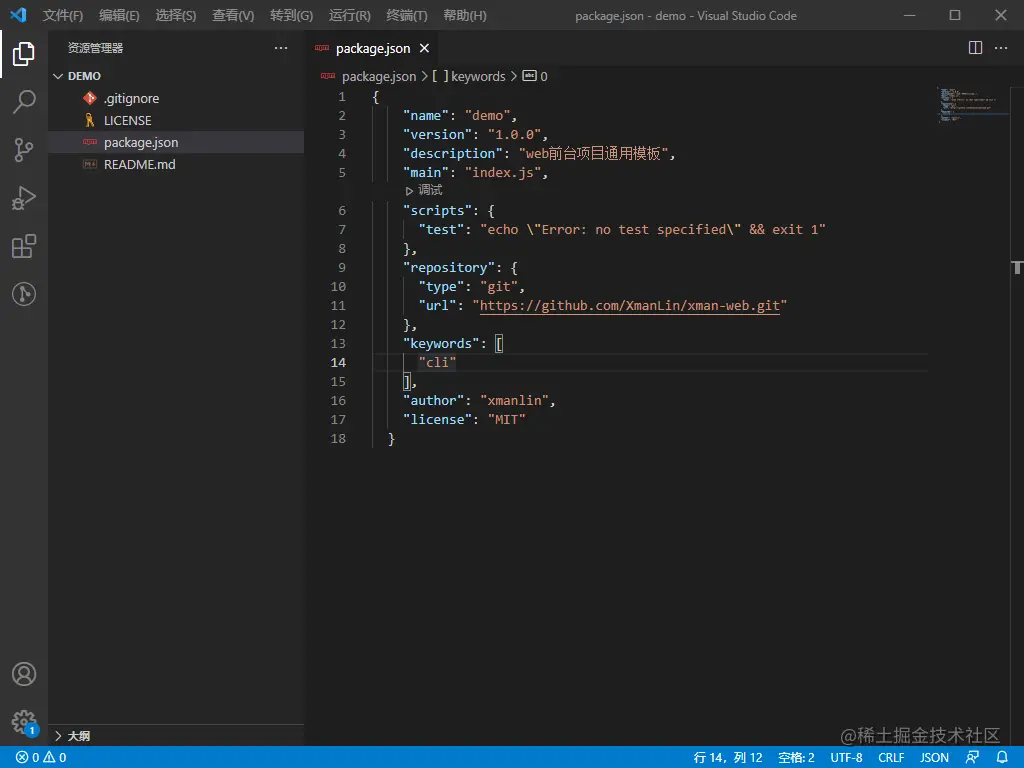 文件(F) 编辑(E) 选择(S) 查看(V) 转到(G) 运行(R) 终端(T) 帮助(H) package.json - demo - Visual Studio Code
资源管理器 ···
package.json ×
DEMO
.gitignore
LICENSE
package.json
README.md
package.json > [ ] keywords > abc 0
1 {
2 "name": "demo",
3 "version": "1.0.0",
4 "description": "web前台项目通用模板",
5 "main": "index.js",
▷ 调试
6 "scripts": {
7 "test": "echo \"Error: no test specified\" && exit 1"
8 },
9 "repository": {
10 "type": "git",
11 "url": "https://github.com/XmanLin/xman-web.git"
12 },
13 "keywords": [
14 "cli"
15 ],
16 "author": "xmanlin",
17 "license": "MIT"
18 }
1
大纲
@稀土掘金技术社区
0 0 行 14，列 12 空格: 2 UTF-8 CRLF JSON